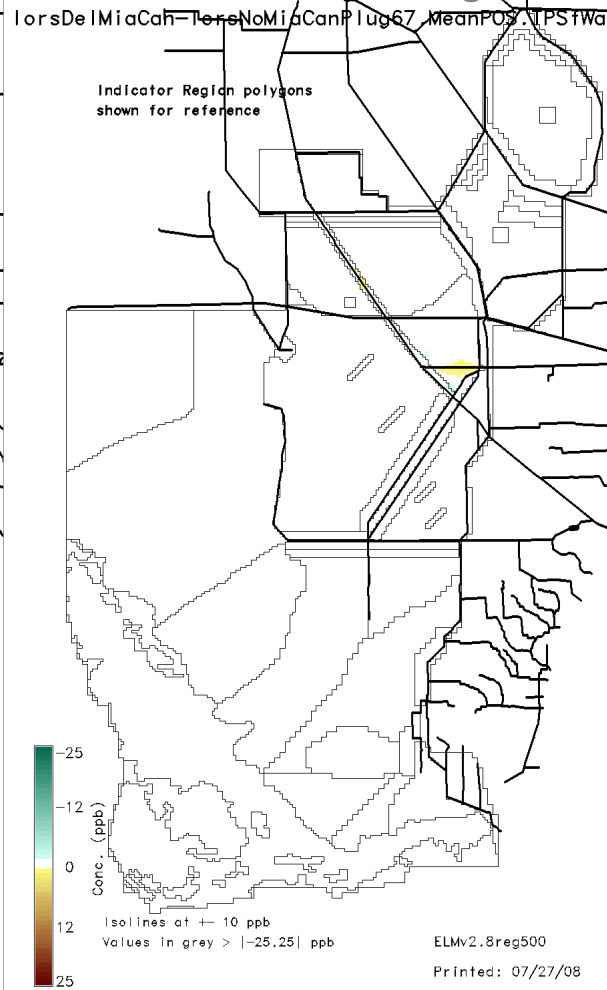 IorsDelMiaCan-IorsNoMiaCanPlug67,MeanPOS.TPSfWa
Indicator Region polygons
shown for reference
-25
-12
0
12
25
Conc. (ppb)
Isolines at +- 10 ppb
Values in grey > |-25.25| ppb
ELMv2.8reg500
Printed: 07/27/08